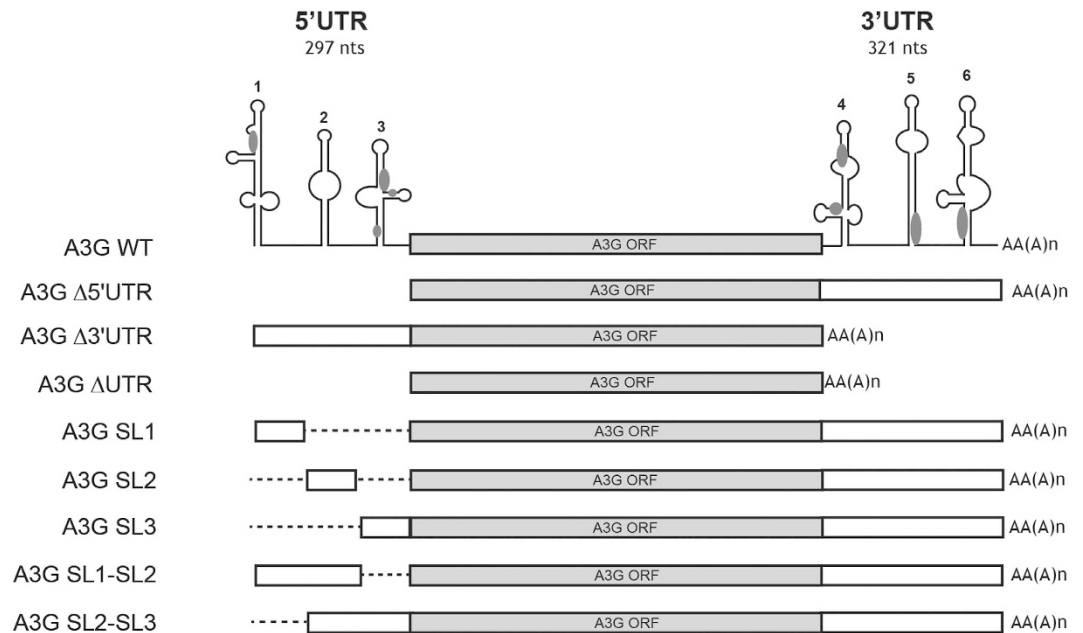 5’UTR 3’UTR
297 nts 321 nts
1 2 3 4 5 6
A3G WT A3G ORF AA(A)n
A3G Δ5'UTR A3G ORF AA(A)n
A3G Δ3'UTR A3G ORF AA(A)n
A3G ΔUTR A3G ORF AA(A)n
A3G SL1 A3G ORF AA(A)n
A3G SL2 A3G ORF AA(A)n
A3G SL3 A3G ORF AA(A)n
A3G SL1-SL2 A3G ORF AA(A)n
A3G SL2-SL3 A3G ORF AA(A)n